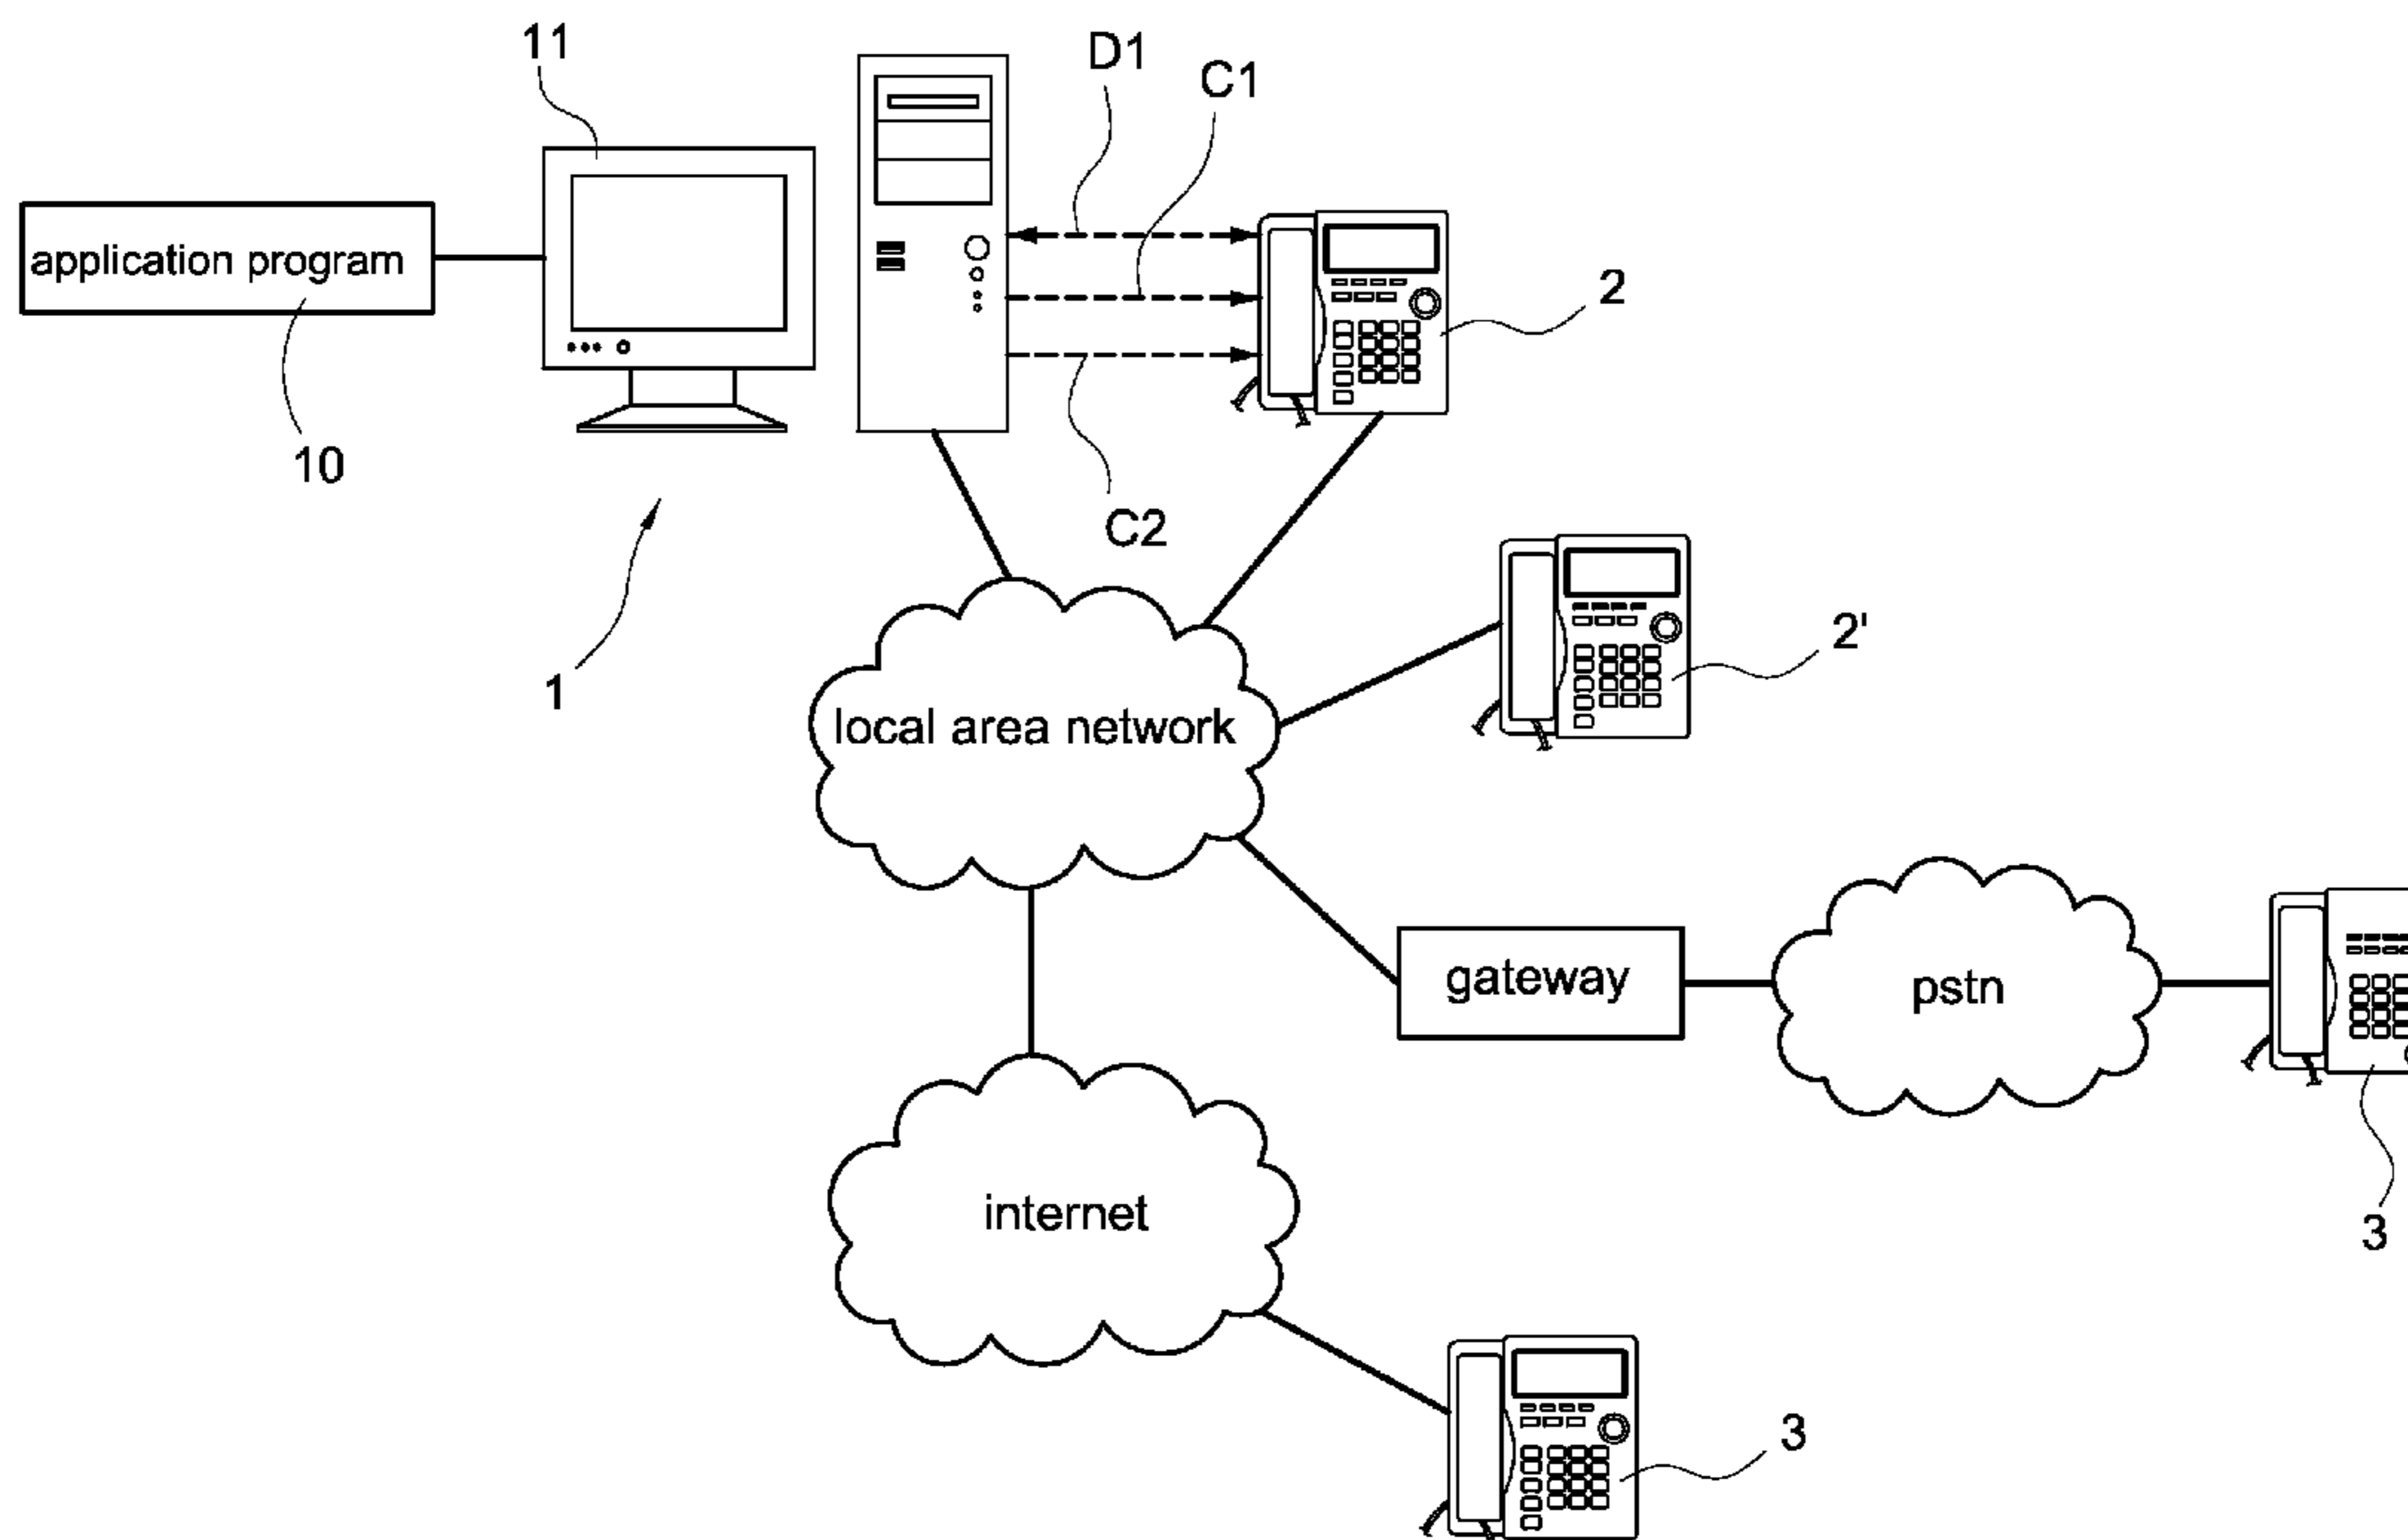 11
D1
C1
application program
2
10
C2
2'
1
local area network
gateway
pstn
internet
3
3